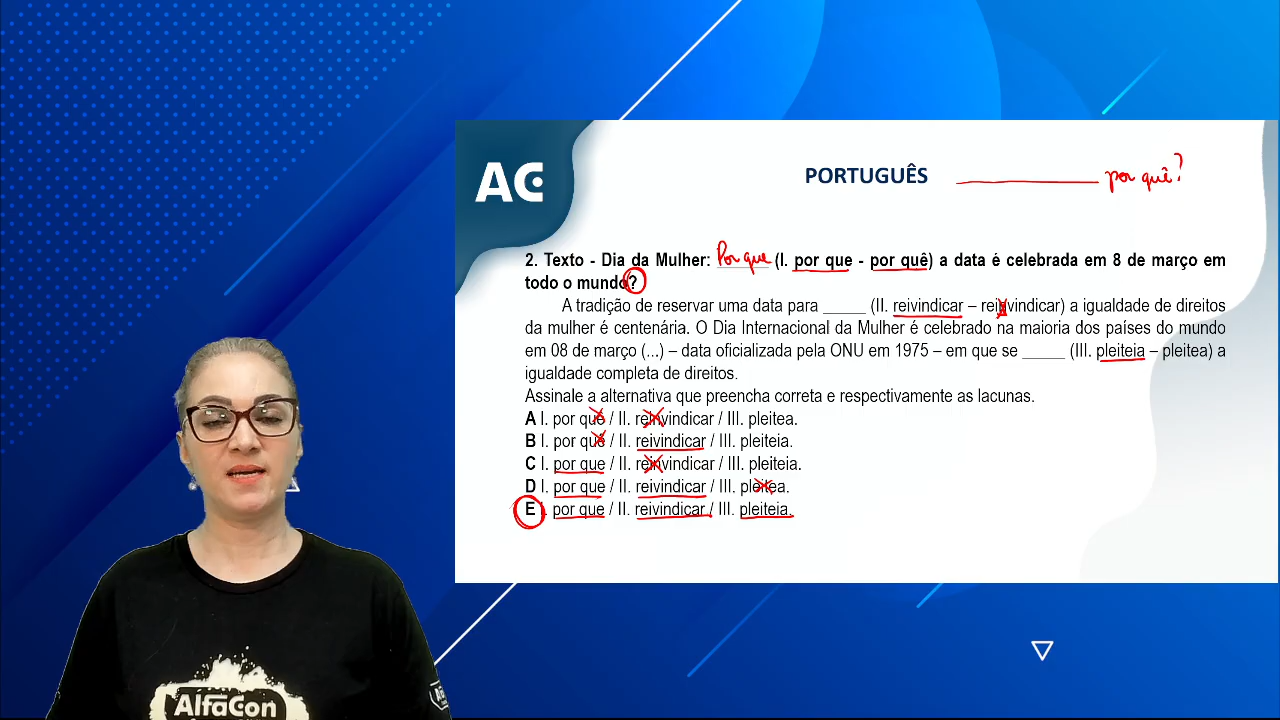 AC
PORTUGUÊS __________ por quê?
2. Texto - Dia da Mulher: Por que (I. por que - por quê) a data é celebrada em 8 de março em
todo o mundo?
A tradição de reservar uma data para _____ (II. reivindicar – reinvindicar) a igualdade de direitos
da mulher é centenária. O Dia Internacional da Mulher é celebrado na maioria dos países do mundo
em 08 de março (...) – data oficializada pela ONU em 1975 – em que se _____ (III. pleiteia – pleitea) a
igualdade completa de direitos.
Assinale a alternativa que preencha correta e respectivamente as lacunas.
A I. por quê / II. reinvindicar / III. pleitea.
B I. por quê / II. reivindicar / III. pleiteia.
C I. por que / II. reinvindicar / III. pleiteia.
D I. por que / II. reivindicar / III. pleitea.
E I. por que / II. reivindicar / III. pleiteia.
AlfaCon